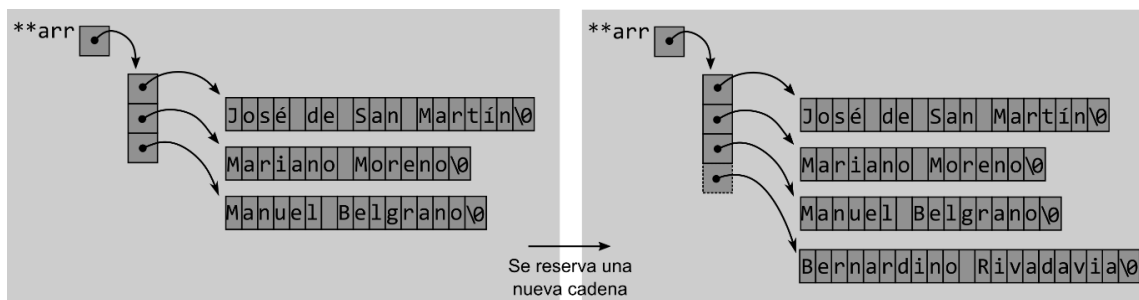 **arr
José de San Martín\0
Mariano Moreno\0
Manuel Belgrano\0
Se reserva una
nueva cadena
**arr
José de San Martín\0
Mariano Moreno\0
Manuel Belgrano\0
Bernardino Rivadavia\0